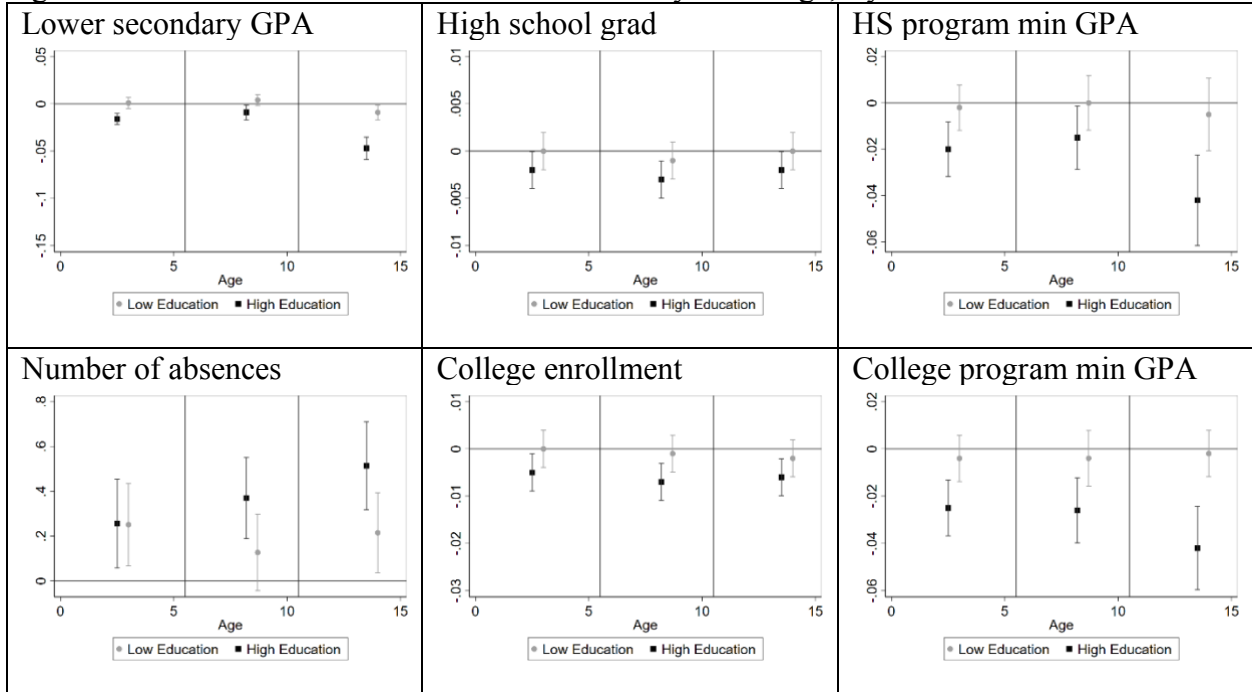 Lower secondary GPA
.05
0
-.05
-.1
-.15
0 5 10 15
Age
Low Education High Education
High school grad
.01
.005
0
-.005
-.01
0 5 10 15
Age
Low Education High Education
HS program min GPA
.02
0
-.02
-.04
-.06
0 5 10 15
Age
Low Education High Education
Number of absences
.8
.6
.4
.2
0
0 5 10 15
Age
Low Education High Education
College enrollment
.01
0
-.01
-.02
-.03
0 5 10 15
Age
Low Education High Education
College program min GPA
.02
0
-.02
-.04
-.06
0 5 10 15
Age
Low Education High Education